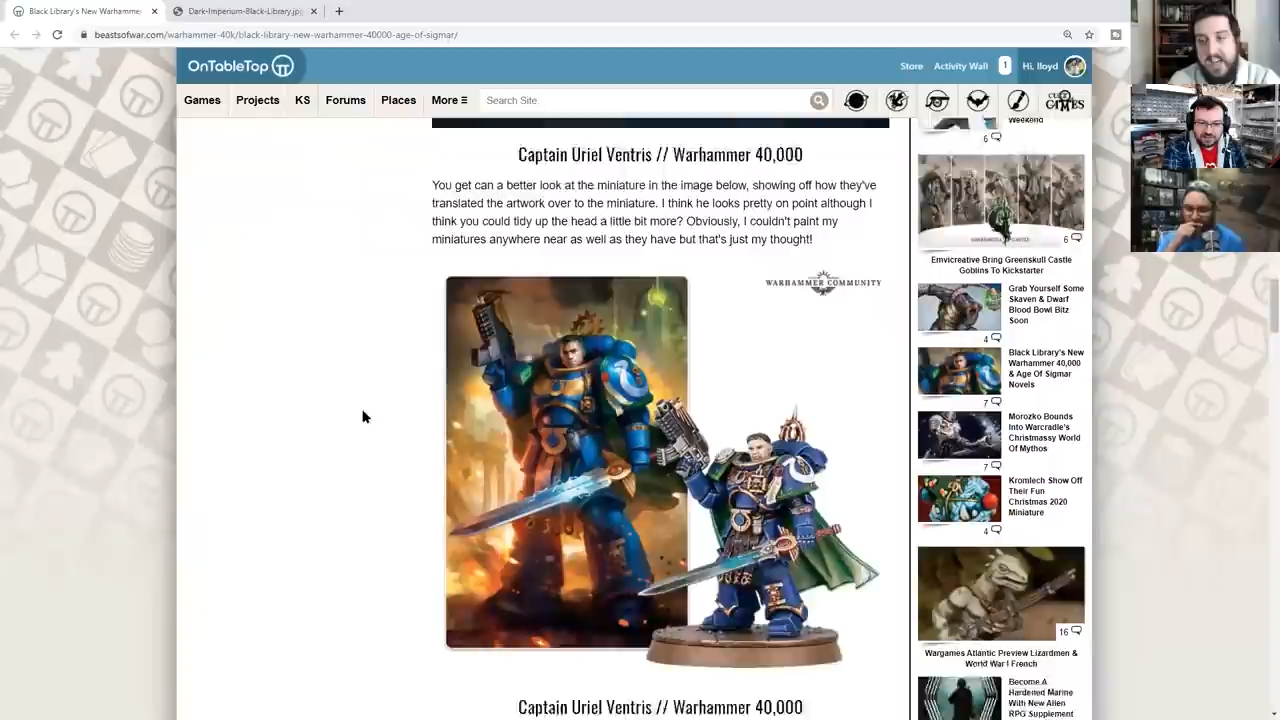 Black Library's New Warhammer
Dark-Imperium-Black-Library.jpg
beastsofwar.com/warhammer-40k/black-library-new-warhammer-40000-age-of-sigmar/
OnTableTop
Store
Activity Wall
1
Hi, lloyd
Games
Projects
KS
Forums
Places
More
Search Site.
GAMES
Captain Uriel Ventris // Warhammer 40,000
You get can a better look at the miniature in the image below, showing off how they've
translated the artwork over to the miniature. I think he looks pretty on point although I
think you could tidy up the head a little bit more? Obviously, I couldn't paint my
miniatures anywhere near as well as they have but that's just my thought!
WARHAMMER COMMUNITY
Captain Uriel Ventris // Warhammer 40,000
Weekend
6
6
Emvicreative Bring Greenskull Castle
Goblins To Kickstarter
Grab Yourself Some
Skaven & Dwarf
Blood Bowl Bitz
Soon
4
Black Library's New
Warhammer 40,000
& Age Of Sigmar
Novels
7
Morozko Bounds
Into Warcradle's
Christmassy World
Of Mythos
7
Kromlech Show Off
Their Fun
Christmas 2020
Miniature
4
16
Wargames Atlantic Preview Lizardmen &
World War I French
Become A
Hardened Marine
With New Alien
RPG Supplement